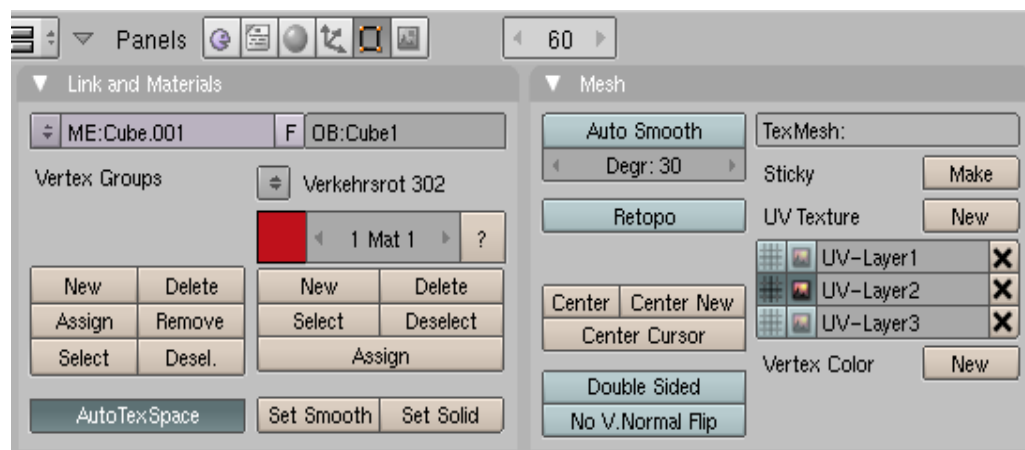 Panels 60
Link and Materials
ME:Cube.001 F OB:Cube1
Vertex Groups
Verkehrsrot 302
1 Mat 1 ?
New Delete New Delete
Assign Remove Select Deselect
Select Desel. Assign
AutoTexSpace Set Smooth Set Solid
Mesh
Auto Smooth TexMesh:
Degr: 30 Sticky Make
Retopo UV Texture New
UV-Layer1
Center Center New UV-Layer2
Center Cursor UV-Layer3
Vertex Color New
Double Sided
No V.Normal Flip